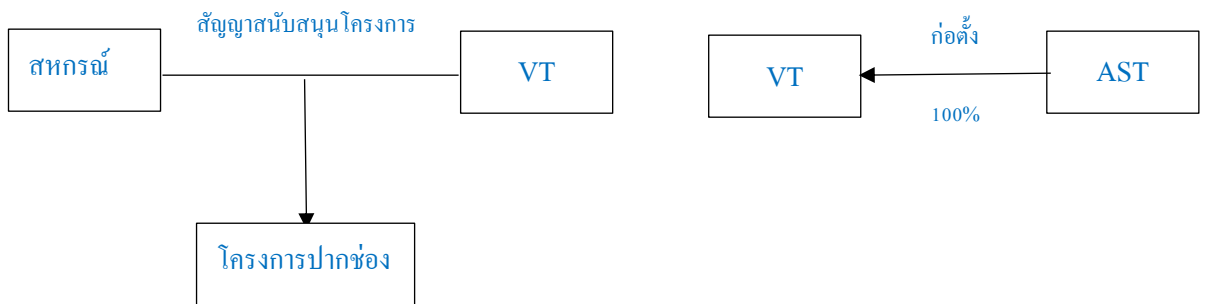 สัญญาสนับสนุนโครงการ
สหกรณ์
VT
โครงการปากช่อง
ก่อตั้ง
VT
AST
100%